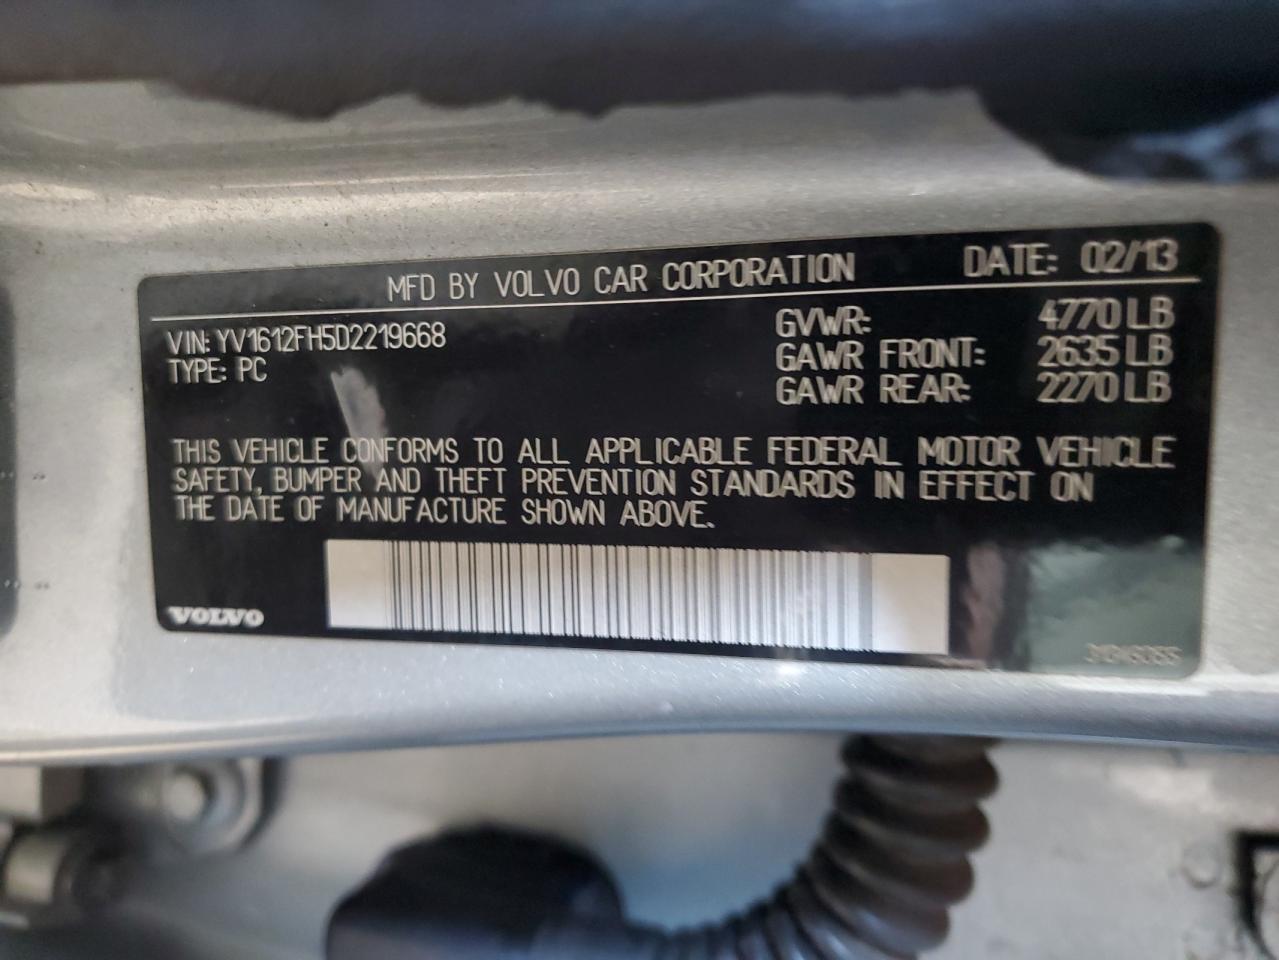 MFD BY VOLVO CAR CORPORATION DATE: 02/13
VIN: YV1612FH5D2219668
TYPE: PC
GVWR: 4770 LB
GAWR FRONT: 2635 LB
GAWR REAR: 2270 LB
THIS VEHICLE CONFORMS TO ALL APPLICABLE FEDERAL MOTOR VEHICLE
SAFETY, BUMPER AND THEFT PREVENTION STANDARDS IN EFFECT ON
THE DATE OF MANUFACTURE SHOWN ABOVE.
VOLVO